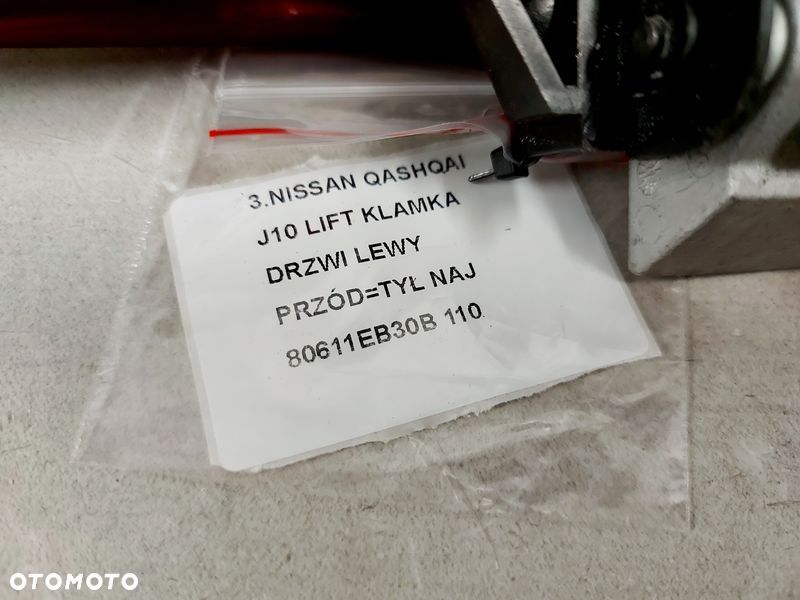 3.NISSAN QASHQAI
J10 LIFT KLAMKA
DRZWI LEWY
PRZÓD=TYŁ NAJ
80611EB30B 110
OTOMOTO